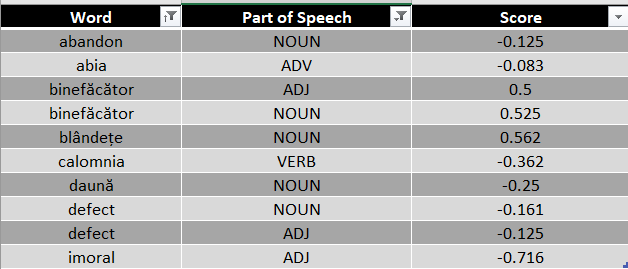 Word Part of Speech Score
abandon NOUN -0.125
abia ADV -0.083
binefăcător ADJ 0.5
binefăcător NOUN 0.525
blândețe NOUN 0.562
calomnia VERB -0.362
daună NOUN -0.25
defect NOUN -0.161
defect ADJ -0.125
imoral ADJ -0.716